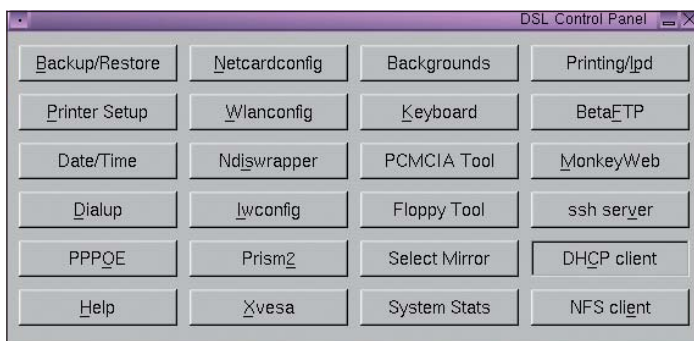 DSL Control Panel
Backup/Restore Netcardconfig Backgrounds Printing/lpd
Printer Setup Wlanconfig Keyboard BetaFTP
Date/Time Ndiswrapper PCMCIA Tool MonkeyWeb
Dialup Iwconfig Floppy Tool ssh server
PPPOE Prism2 Select Mirror DHCP client
Help Xvesa System Stats NFS client